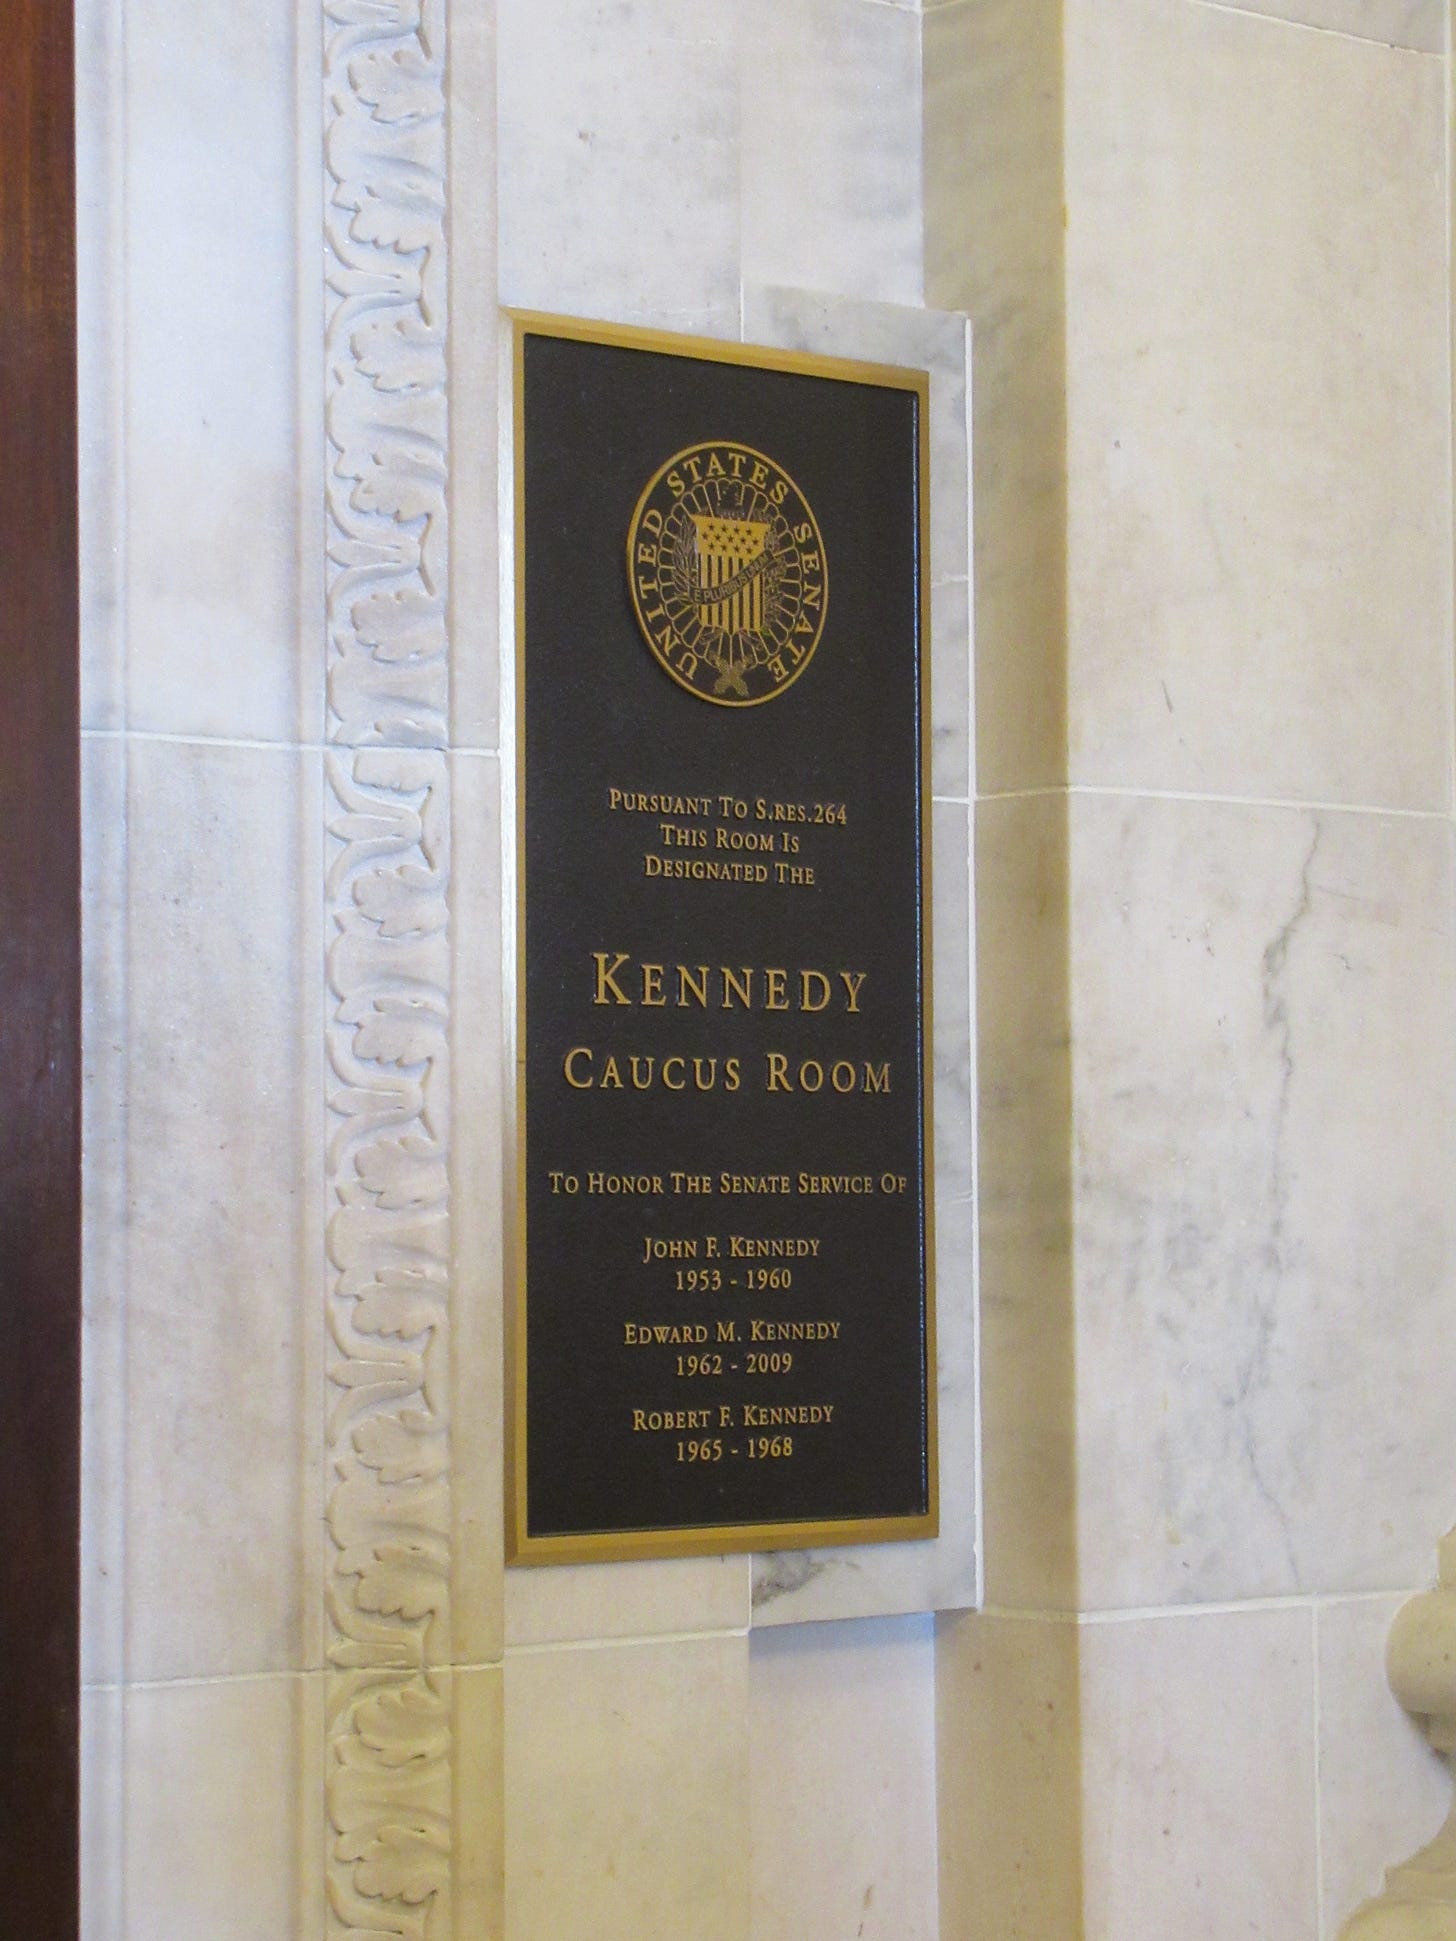 UNITED STATES SENATE
E PLURIBUS UNUM
PURSUANT TO S.RES.264
THIS ROOM IS
DESIGNATED THE
KENNEDY
CAUCUS ROOM
TO HONOR THE SENATE SERVICE OF
JOHN F. KENNEDY
1953 - 1960
EDWARD M. KENNEDY
1962 - 2009
ROBERT F. KENNEDY
1965 - 1968